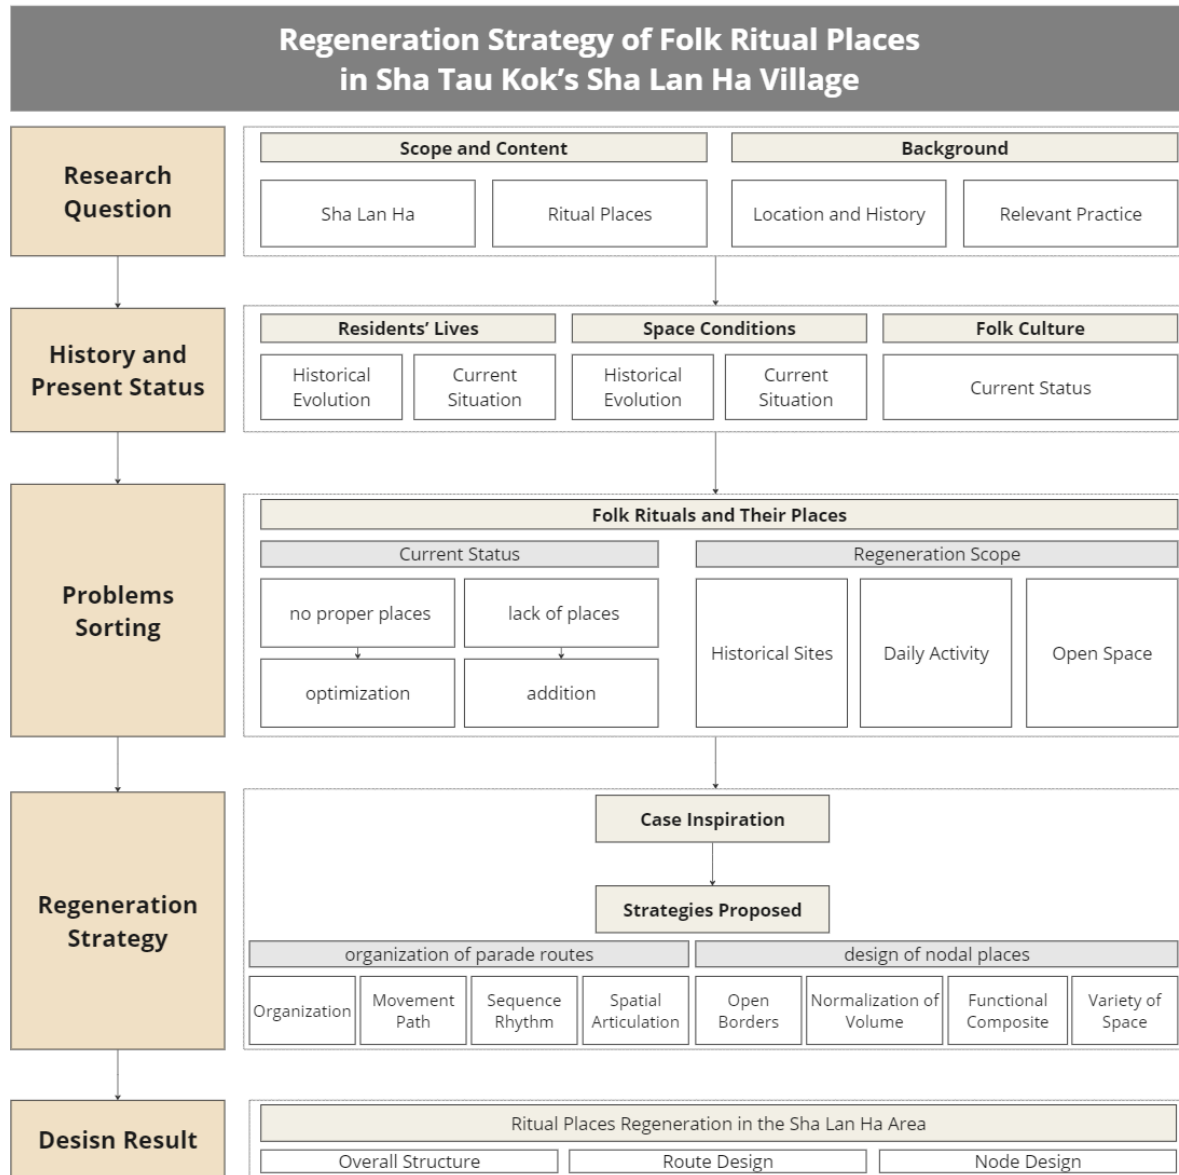 Regeneration Strategy of Folk Ritual Places
in Sha Tau Kok's Sha Lan Ha Village
Research
Question
Scope and Content
Background
Sha Lan Ha
Ritual Places
Location and History
Relevant Practice
History and
Present Status
Residents' Lives
Space Conditions
Folk Culture
Historical
Evolution
Current
Situation
Historical
Evolution
Current
Situation
Current Status
Problems
Sorting
Folk Rituals and Their Places
Current Status
Regeneration Scope
no proper places
lack of places
optimization
addition
Historical Sites
Daily Activity
Open Space
Regeneration
Strategy
Case Inspiration
Strategies Proposed
organization of parade routes
design of nodal places
Organization
Movement
Path
Sequence
Rhythm
Spatial
Articulation
Open
Borders
Normalization of
Volume
Functional
Composite
Variety of
Space
Desisn Result
Ritual Places Regeneration in the Sha Lan Ha Area
Overall Structure
Route Design
Node Design